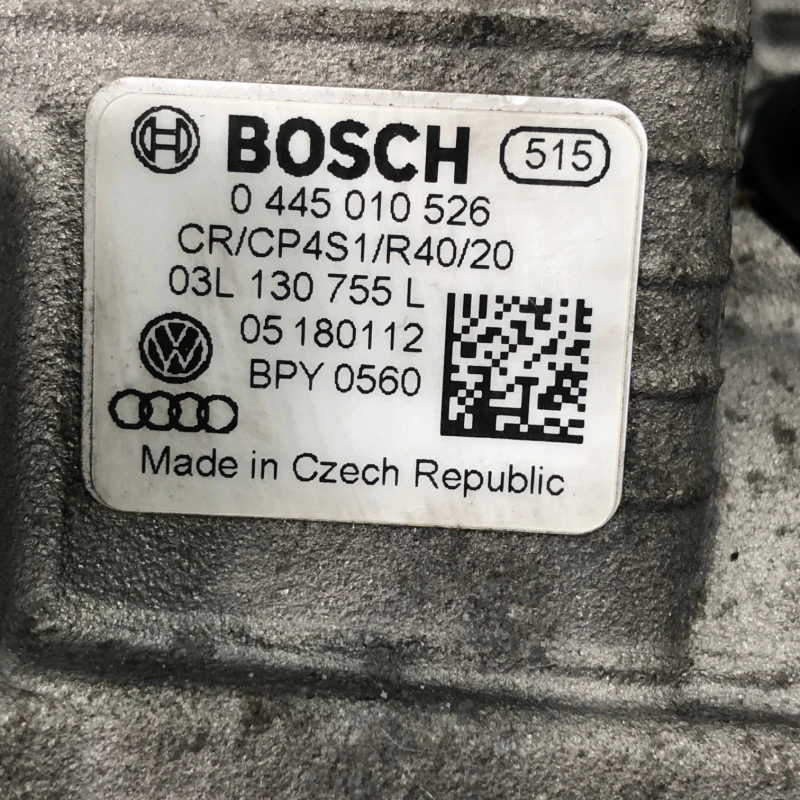 BOSCH 515
0 445 010 526
CR/CP4S1/R40/20
03L 130 755 L
05 180112
BPY 0560
Made in Czech Republic